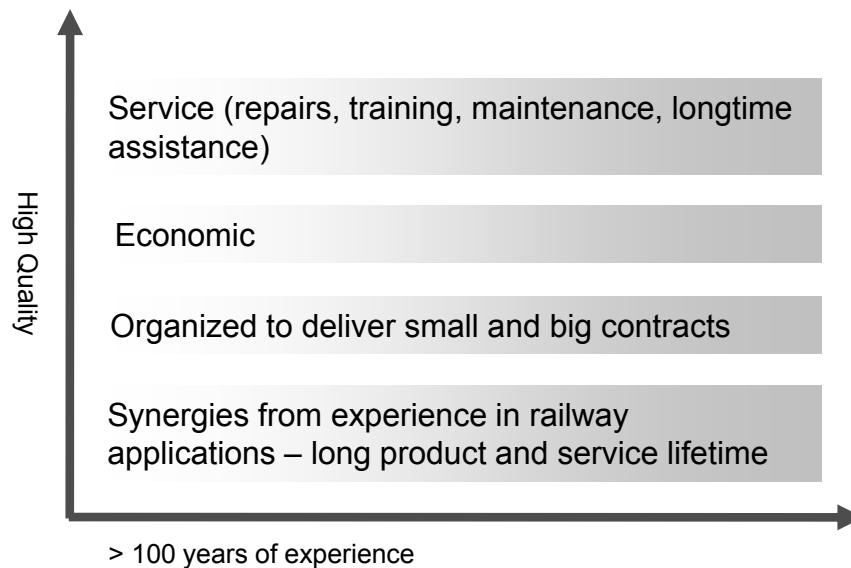 Service (repairs, training, maintenance, longtime
assistance)
Economic
High Quality
Organized to deliver small and big contracts
Synergies from experience in railway
applications – long product and service lifetime
> 100 years of experience